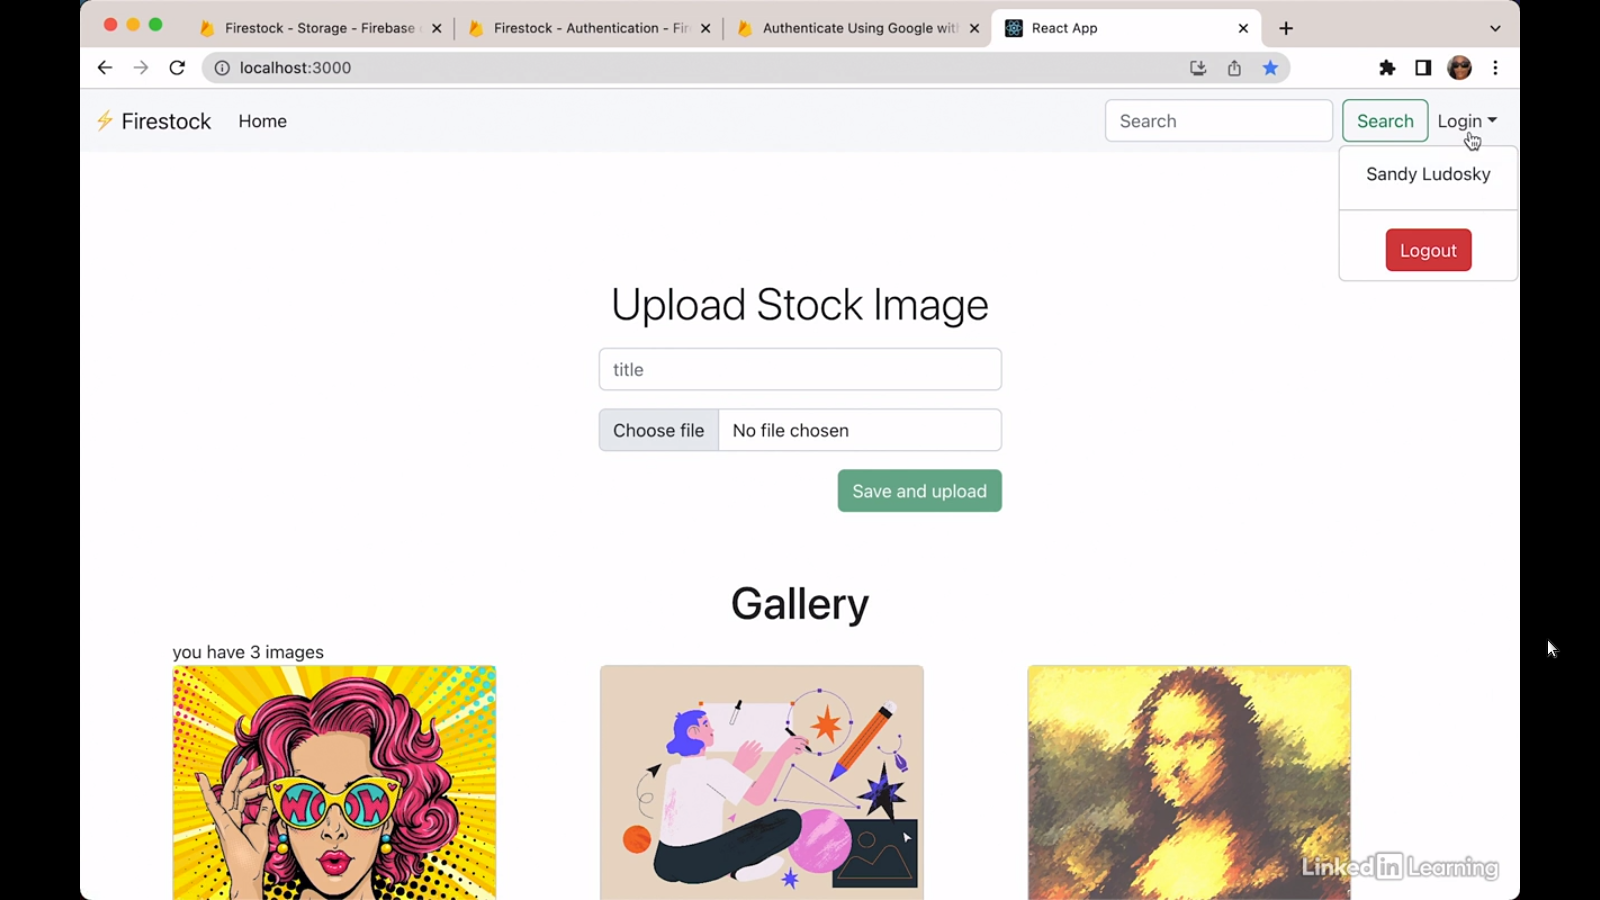 Firestock - Storage - Firebase
Firestock - Authentication - Fir
Authenticate Using Google wit
React App
localhost:3000
Firestock
Home
Search
Search
Login
Sandy Ludosky
Logout
Upload Stock Image
title
Choose file
No file chosen
Save and upload
Gallery
you have 3 images
WOW
LinkedIn Learning